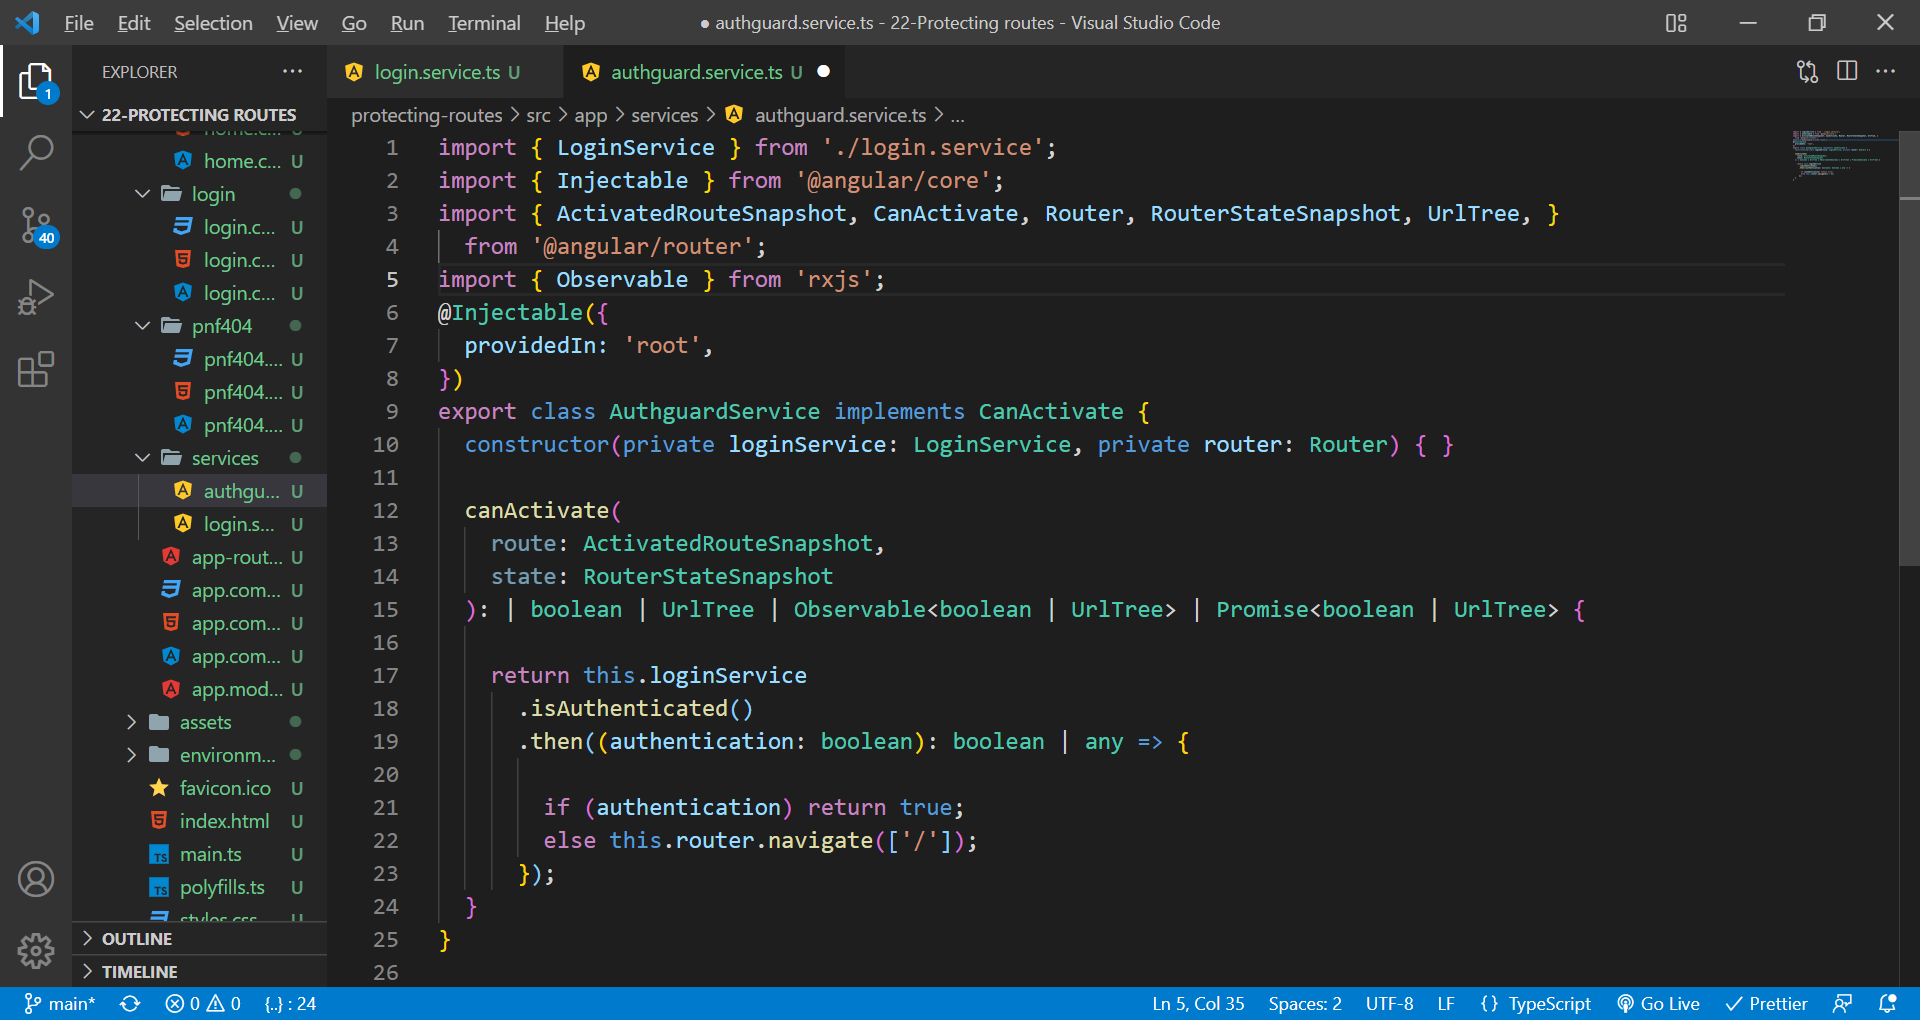 File Edit Selection View Go Run Terminal Help
● authguard.service.ts - 22-Protecting routes - Visual Studio Code
EXPLORER ...
login.service.ts U
authguard.service.ts U ●
1
22-PROTECTING ROUTES
protecting-routes > src > app > services > authguard.service.ts > ...
home.c... U
home.c... U
login
40
login.c... U
login.c... U
login.c... U
pnf404
pnf404.... U
pnf404.... U
pnf404.... U
services
authgu... U
login.s... U
app-rout... U
app.com... U
app.com... U
app.com... U
app.mod... U
assets
environm...
favicon.ico U
index.html U
main.ts U
polyfills.ts U
styles.css U
OUTLINE
TIMELINE
1 import { LoginService } from './login.service';
2 import { Injectable } from '@angular/core';
3 import { ActivatedRouteSnapshot, CanActivate, Router, RouterStateSnapshot, UrlTree, }
4 from '@angular/router';
5 import { Observable } from 'rxjs';
6 @Injectable({
7 providedIn: 'root',
8 })
9 export class AuthguardService implements CanActivate {
10 constructor(private loginService: LoginService, private router: Router) { }
11
12 canActivate(
13 route: ActivatedRouteSnapshot,
14 state: RouterStateSnapshot
15 ): | boolean | UrlTree | Observable<boolean | UrlTree> | Promise<boolean | UrlTree> {
16
17 return this.loginService
18 .isAuthenticated()
19 .then((authentication: boolean): boolean | any => {
20
21 if (authentication) return true;
22 else this.router.navigate(['/']);
23 });
24 }
25 }
26
main* 0 0 {..} : 24
Ln 5, Col 35 Spaces: 2 UTF-8 LF {} TypeScript Go Live Prettier